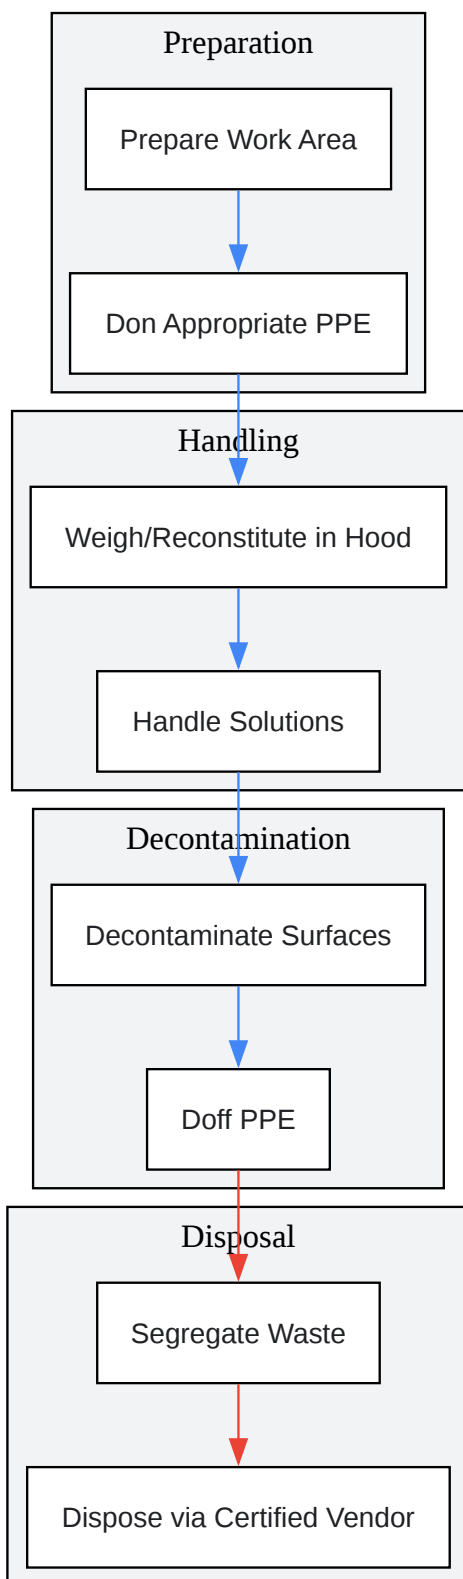 Preparation
Prepare Work Area
Don Appropriate PPE
Handling
Weigh/Reconstitute in Hood
Handle Solutions
Decontamination
Decontaminate Surfaces
Doff PPE
Disposal
Segregate Waste
Dispose via Certified Vendor